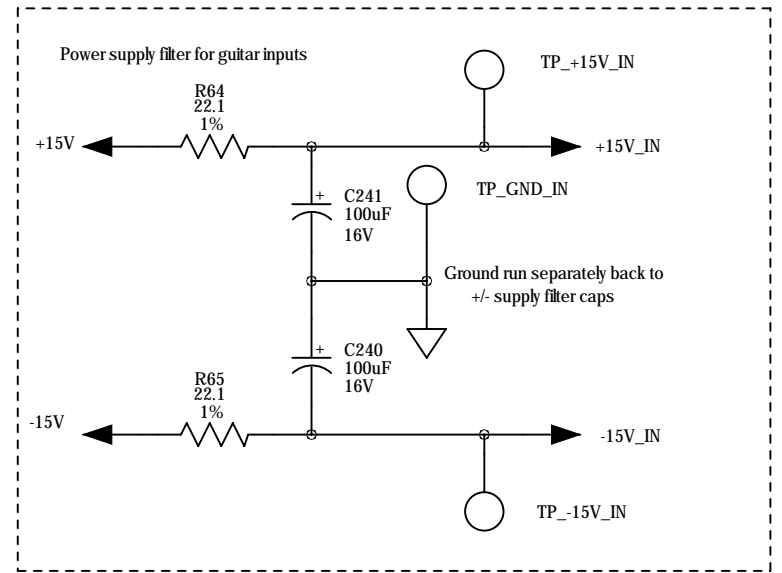 Power supply filter for guitar inputs
TP_+15V_IN
R64
22.1
1%
+15V
+15V_IN
TP_GND_IN
+
C241
100uF
16V
Ground run separately back to
+/- supply filter caps
+
C240
100uF
16V
R65
22.1
1%
-15V
-15V_IN
TP_-15V_IN